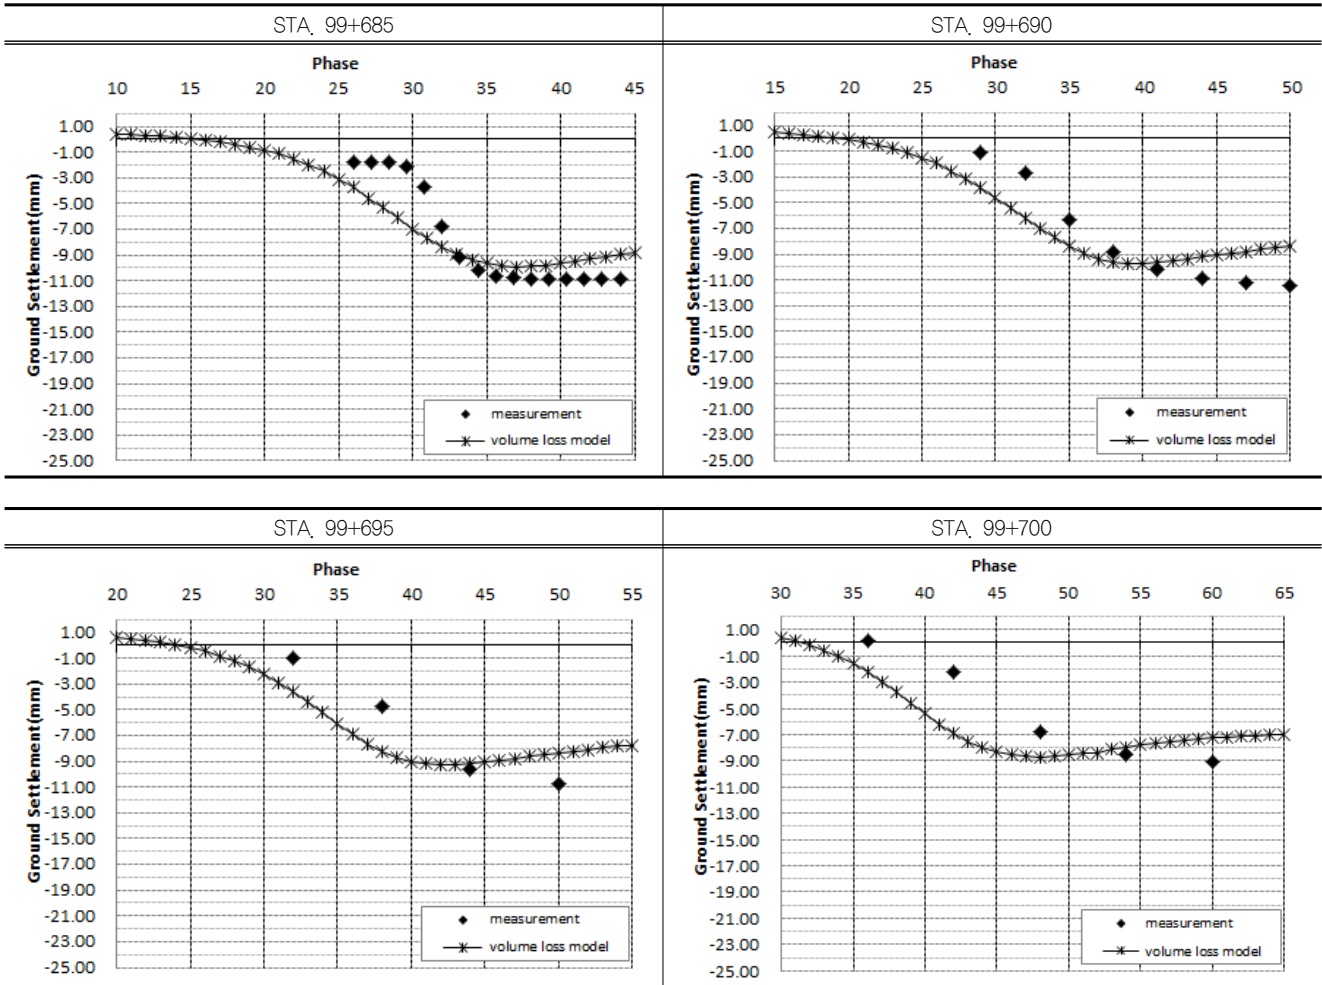 STA. 99+685
STA. 99+690
Phase
10 15 20 25 30 35 40 45
1.00
-1.00
-3.00
-5.00
-7.00
-9.00
-11.00
-13.00
-15.00
-17.00
-19.00
-21.00
-23.00
-25.00
Ground Settlement(mm)
measurement
volume loss model
Phase
15 20 25 30 35 40 45 50
1.00
-1.00
-3.00
-5.00
-7.00
-9.00
-11.00
-13.00
-15.00
-17.00
-19.00
-21.00
-23.00
-25.00
Ground Settlement(mm)
measurement
volume loss model
STA. 99+695
STA. 99+700
Phase
20 25 30 35 40 45 50 55
1.00
-1.00
-3.00
-5.00
-7.00
-9.00
-11.00
-13.00
-15.00
-17.00
-19.00
-21.00
-23.00
-25.00
Ground Settlement(mm)
measurement
volume loss model
Phase
30 35 40 45 50 55 60 65
1.00
-1.00
-3.00
-5.00
-7.00
-9.00
-11.00
-13.00
-15.00
-17.00
-19.00
-21.00
-23.00
-25.00
Ground Settlement(mm)
measurement
volume loss model